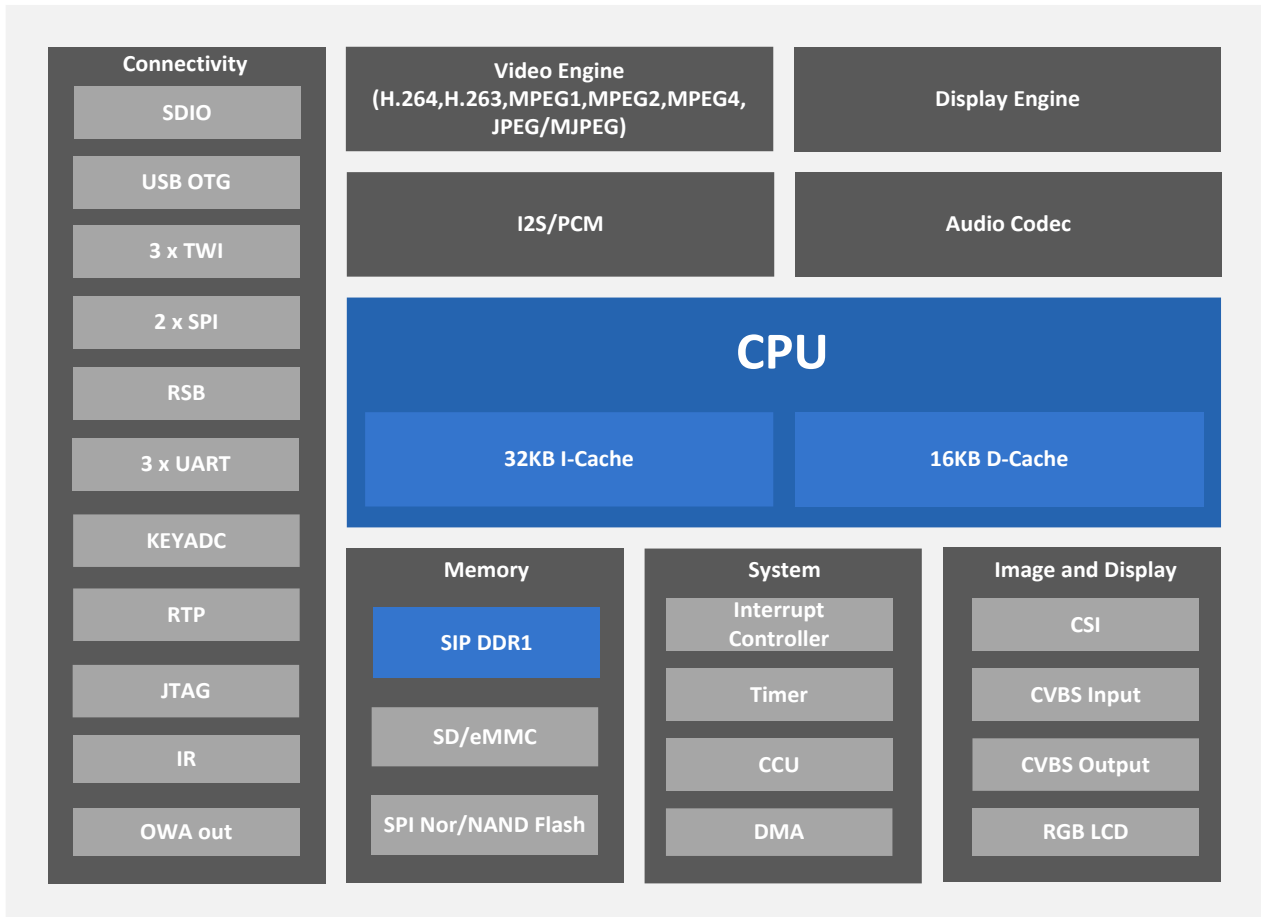 Connectivity
SDIO
USB OTG
3 x TWI
2 x SPI
RSB
3 x UART
KEYADC
RTP
JTAG
IR
OWA out
Video Engine
(H.264,H.263,MPEG1,MPEG2,MPEG4,
JPEG/MJPEG)
Display Engine
I2S/PCM
Audio Codec
CPU
32KB I-Cache
16KB D-Cache
Memory
SIP DDR1
SD/eMMC
SPI Nor/NAND Flash
System
Interrupt
Controller
Timer
CCU
DMA
Image and Display
CSI
CVBS Input
CVBS Output
RGB LCD